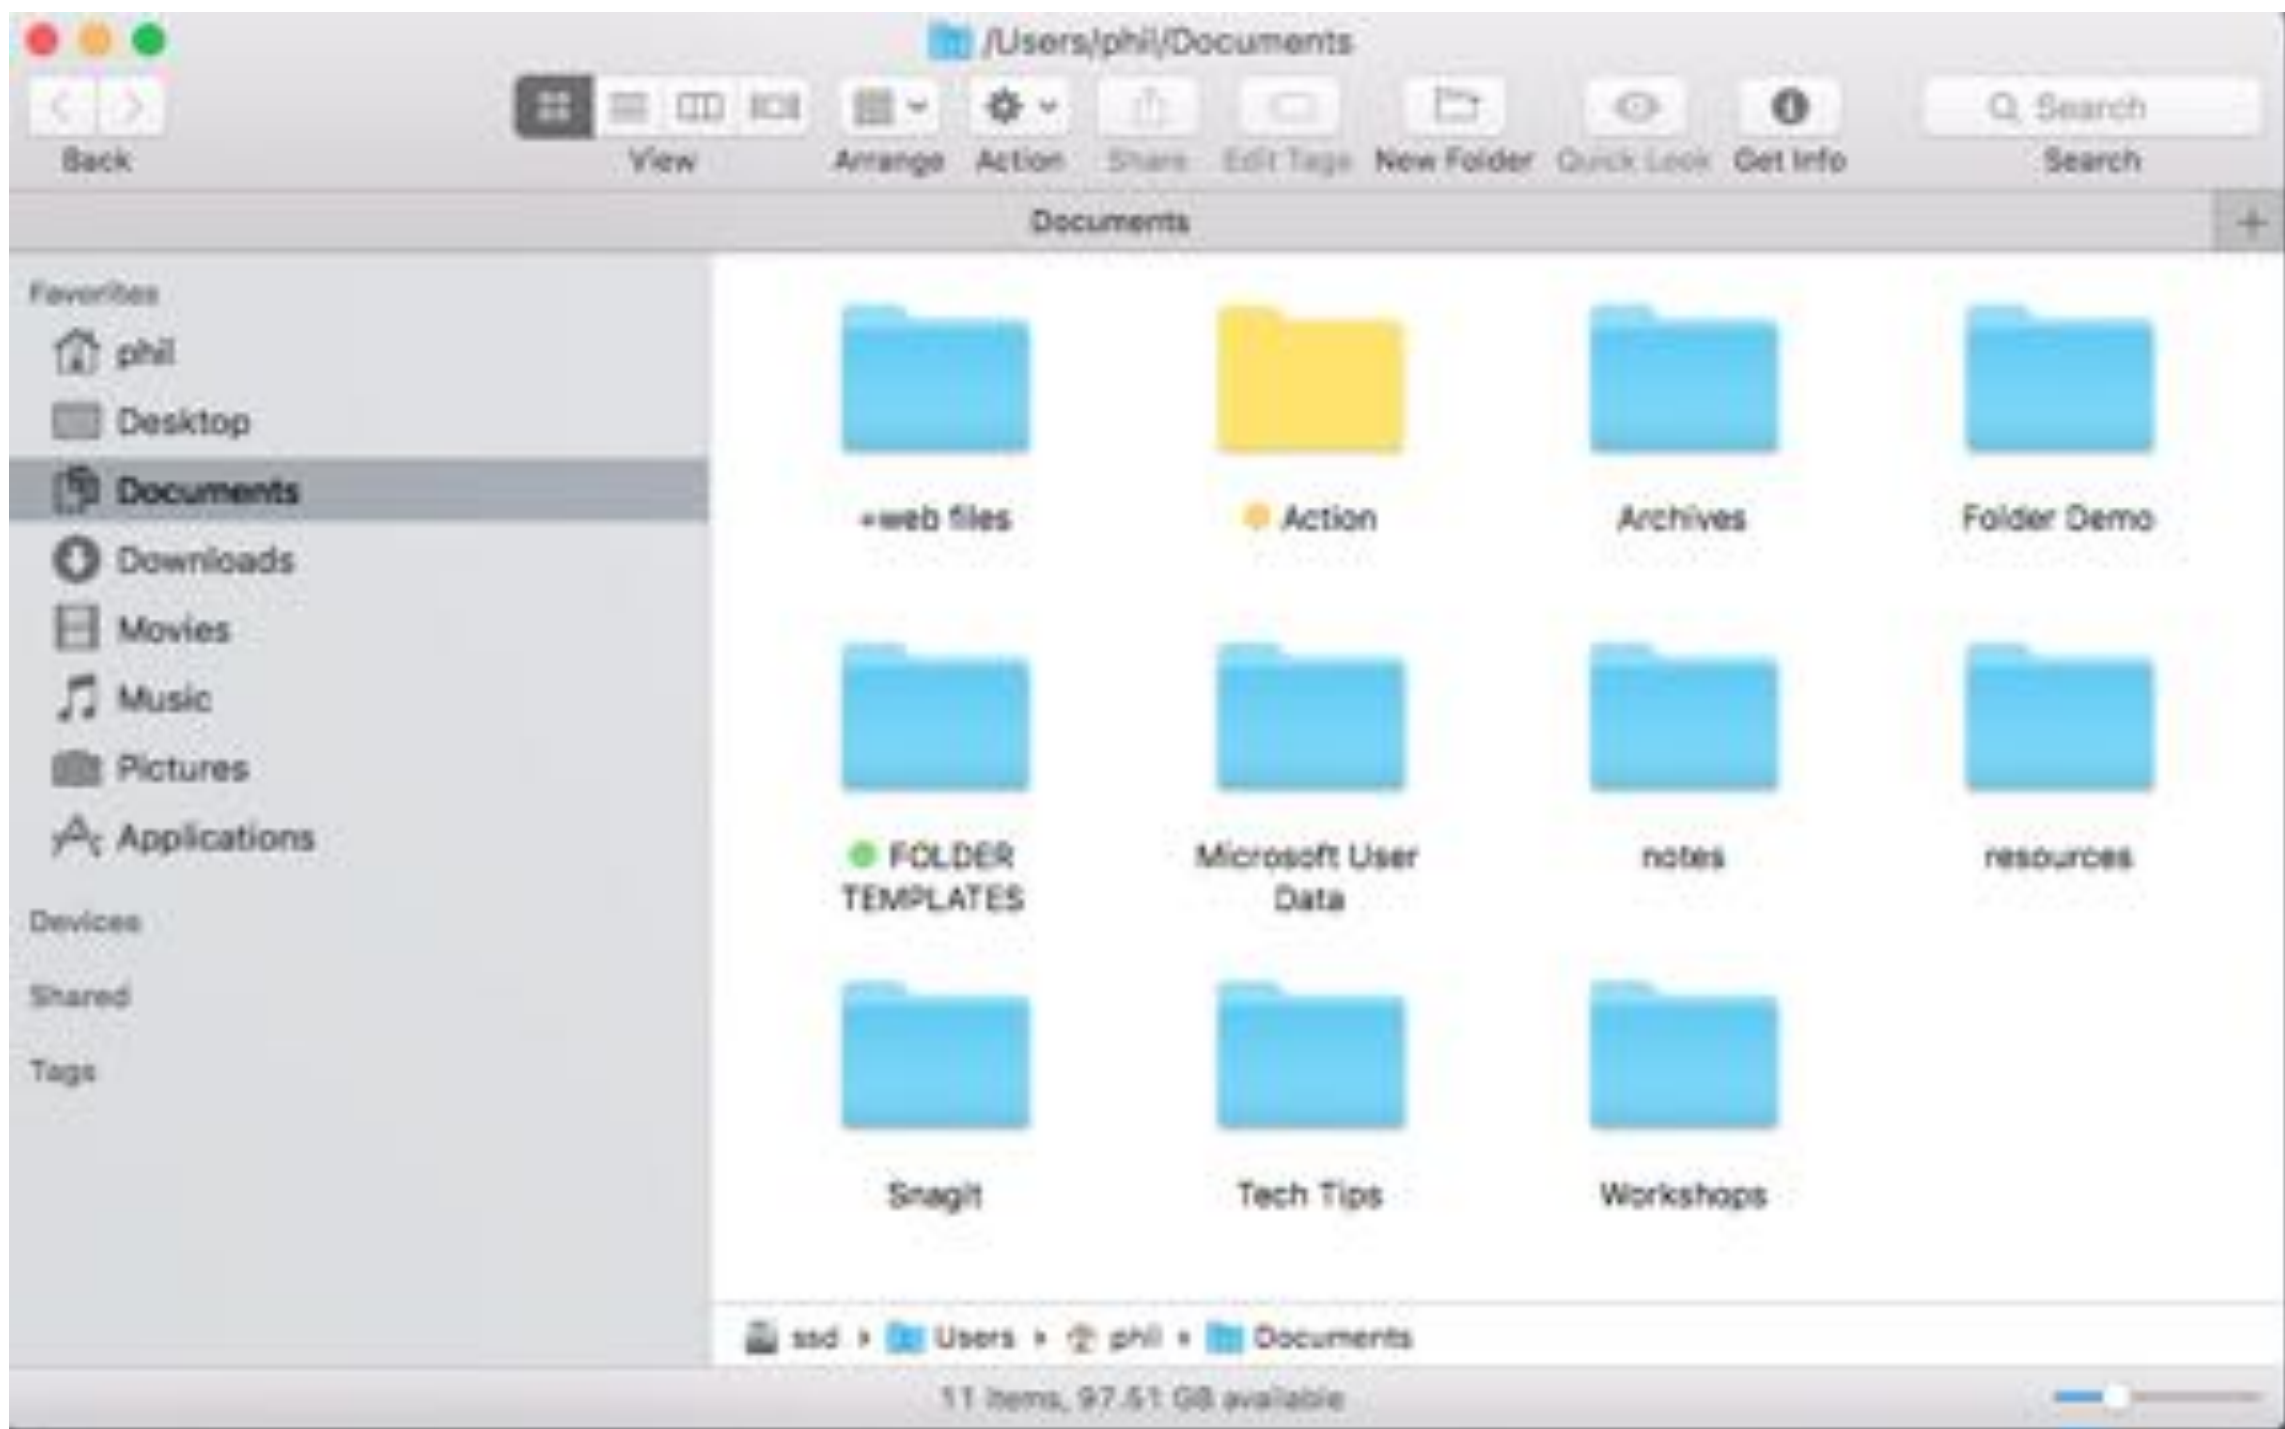 /Users/phil/Documents
Search
Back
View
Arrange
Action
Share
Edit Tags
New Folder
Quick Look
Get Info
Search
Documents
+
Favorites
phil
Desktop
Documents
Downloads
Movies
Music
Pictures
Applications
Devices
Shared
Tags
+web files
Action
Archives
Folder Demo
FOLDER
TEMPLATES
Microsoft User
Data
notes
resources
Snagit
Tech Tips
Workshops
ssd
Users
phil
Documents
11 items, 97.51 GB available